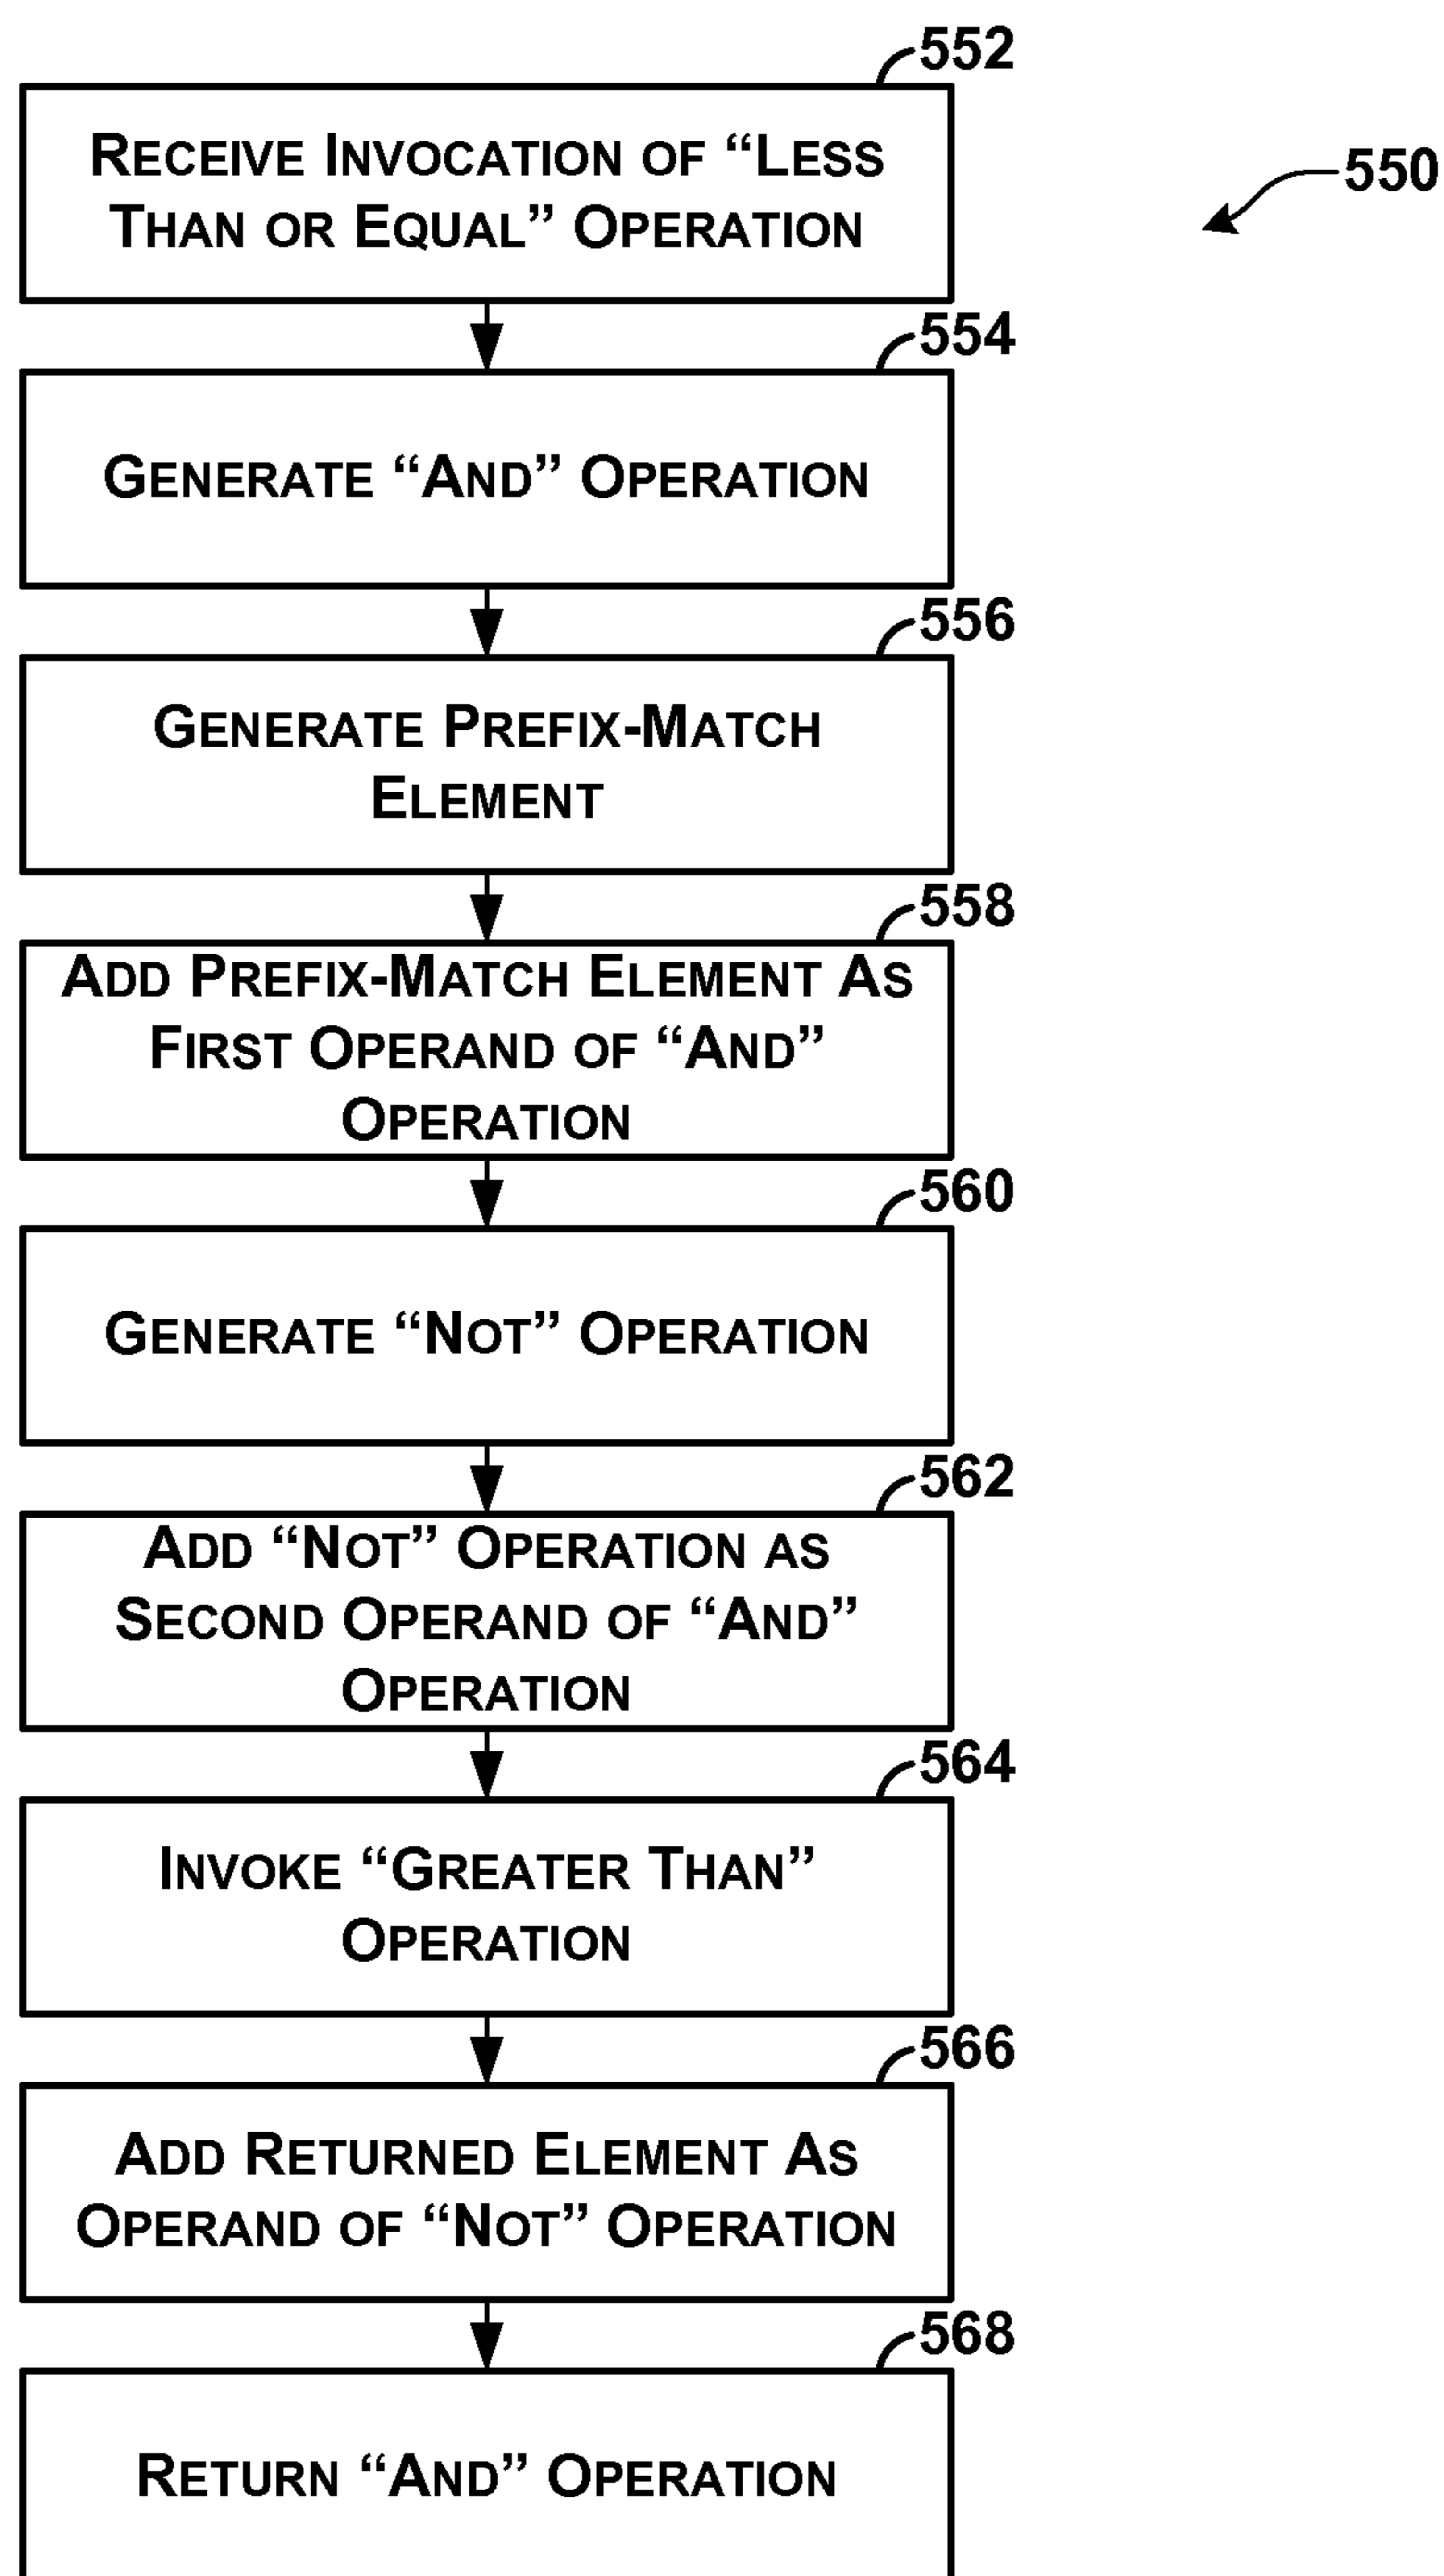 552
RECEIVE INVOCATION OF “LESS
THAN OR EQUAL” OPERATION
550
554
GENERATE “AND” OPERATION
556
GENERATE PREFIX-MATCH
ELEMENT
558
ADD PREFIX-MATCH ELEMENT AS
FIRST OPERAND OF “AND”
OPERATION
560
GENERATE “NOT” OPERATION
562
ADD “NOT” OPERATION AS
SECOND OPERAND OF “AND”
OPERATION
564
INVOKE “GREATER THAN”
OPERATION
566
ADD RETURNED ELEMENT AS
OPERAND OF “NOT” OPERATION
568
RETURN “AND” OPERATION